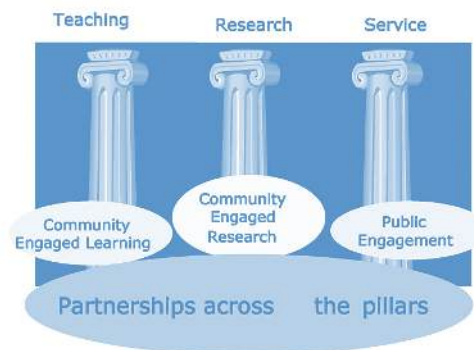 Teaching
Research
Service
Community
Engaged Learning
Community
Engaged
Research
Public
Engagement
Partnerships across the pillars